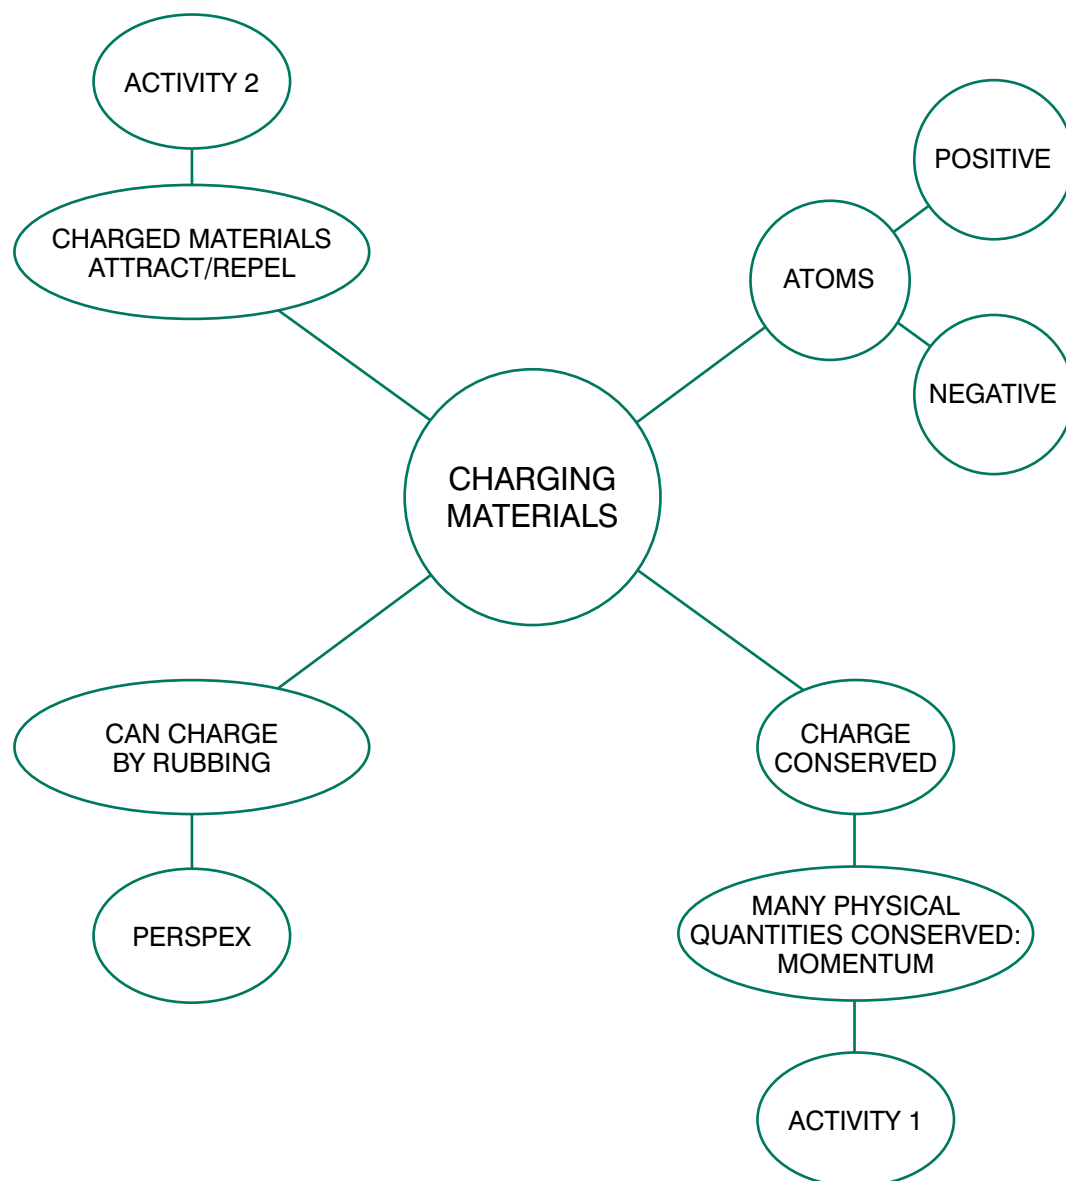 ACTIVITY 2
CHARGED MATERIALS
ATTRACT/REPEL
POSITIVE
ATOMS
NEGATIVE
CHARGING
MATERIALS
CAN CHARGE
BY RUBBING
PERSPEX
CHARGE
CONSERVED
MANY PHYSICAL
QUANTITIES CONSERVED:
MOMENTUM
ACTIVITY 1